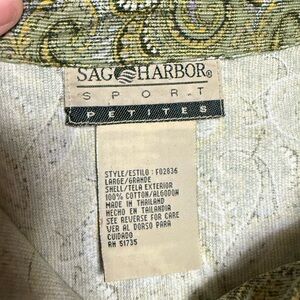 SAG HARBOR®
SPORT
PETITES
STYLE/ESTILO: F02836
LARGE/GRANDE
SHELL/TELA EXTERIOR
100% COTTON/ALGODON
MADE IN THAILAND
HECHO EN TAILANDIA
SEE REVERSE FOR CARE
VER AL DORSO PARA
CUIDADO
RN 51735